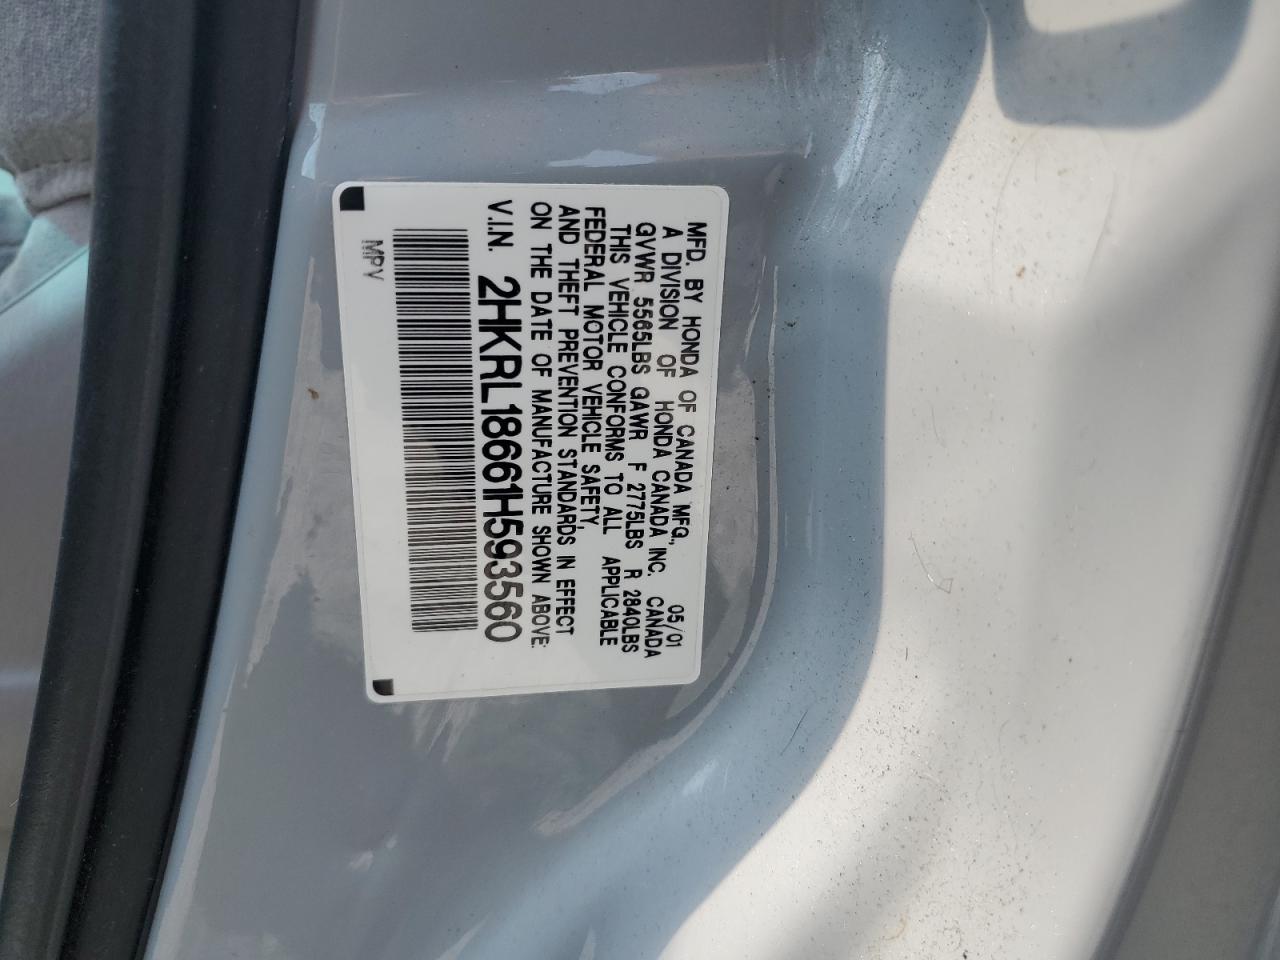 MFD. BY HONDA OF CANADA MFG., 05/01
A DIVISION OF HONDA CANADA INC. CANADA
GVWR 5565LBS GAWR F 2775LBS R 2840LBS
THIS VEHICLE CONFORMS TO ALL APPLICABLE
FEDERAL MOTOR VEHICLE SAFETY,
AND THEFT PREVENTION STANDARDS IN EFFECT
ON THE DATE OF MANUFACTURE SHOWN ABOVE.
V.I.N. 2HKRL18661H593560
MPV